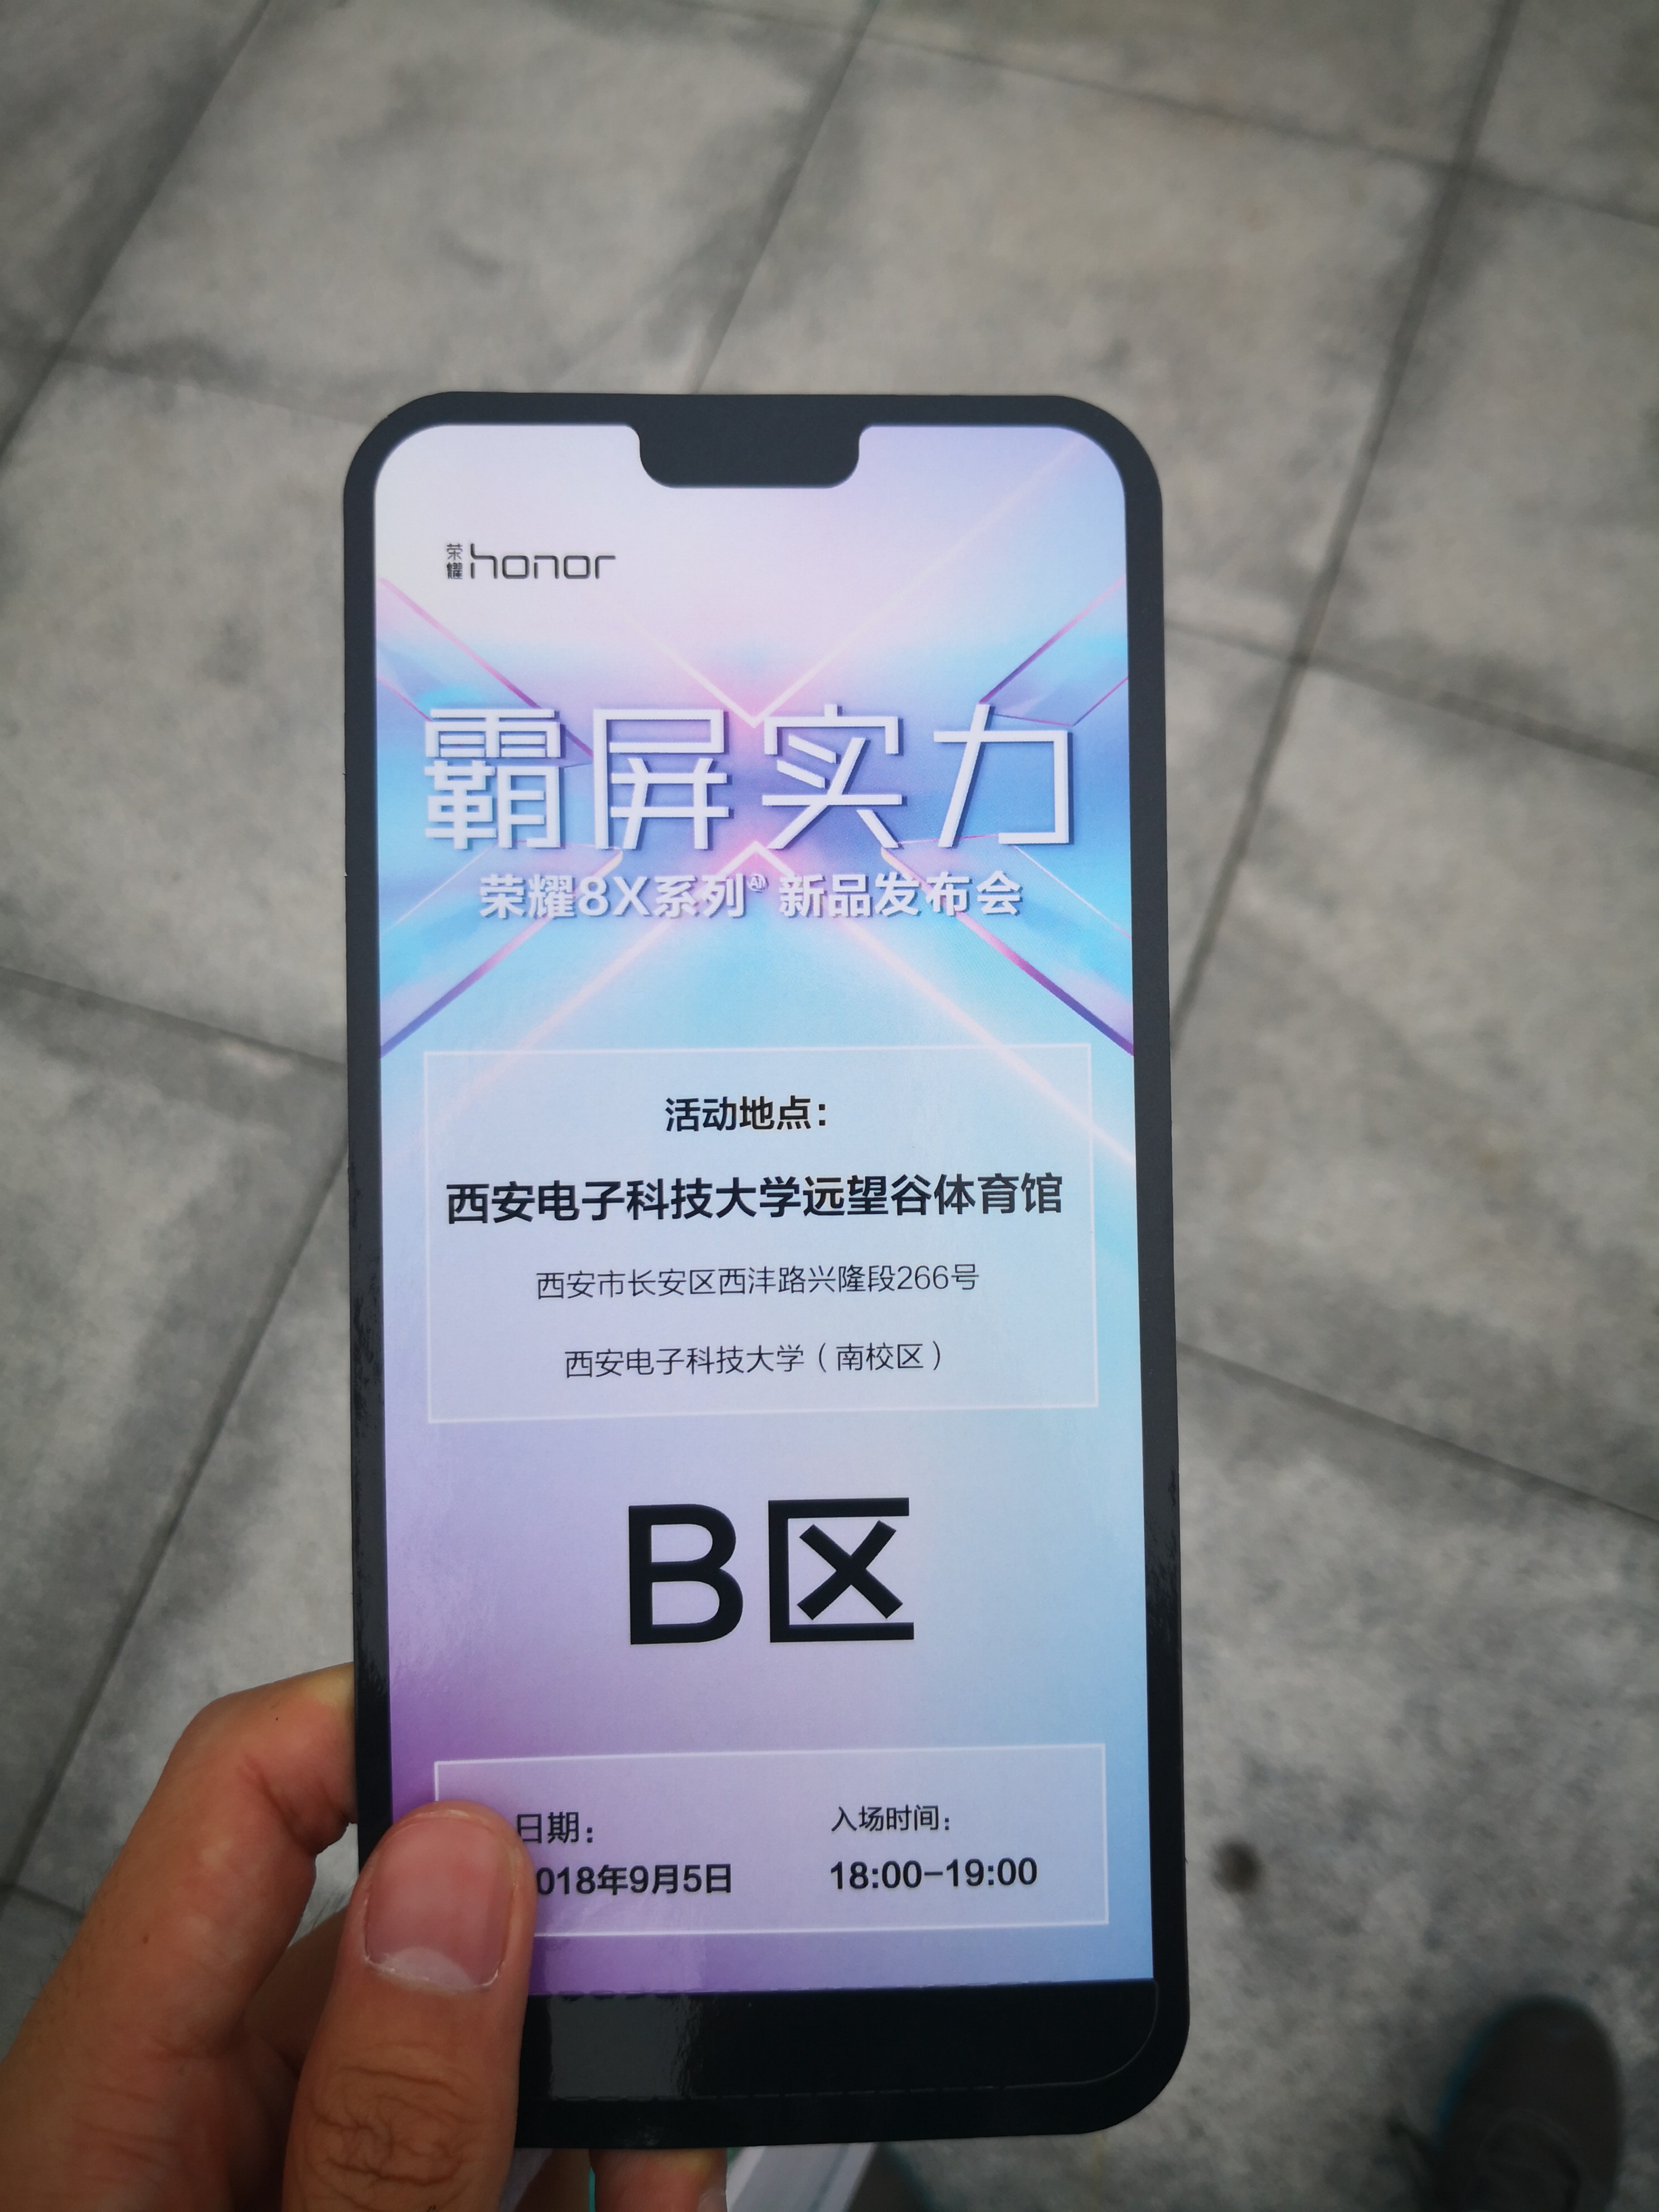 荣耀 honor
霸屏实力
荣耀8X系列 AI 新品发布会
活动地点：
西安电子科技大学远望谷体育馆
西安市长安区西沣路兴隆段266号
西安电子科技大学（南校区）
B区
日期： 入场时间：
018年9月5日 18:00-19:00